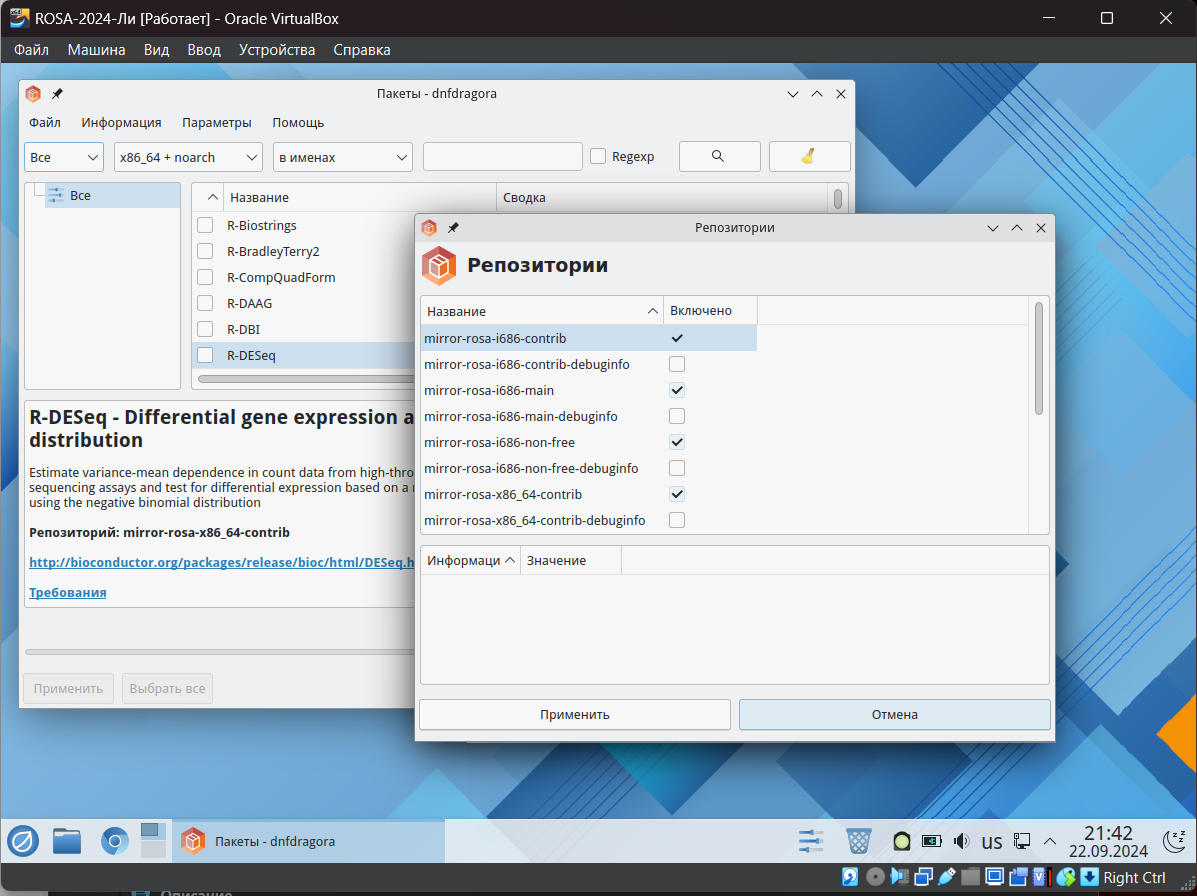 ROSA-2024-Ли [Работает] - Oracle VirtualBox
Файл Машина Вид Ввод Устройства Справка
Пакеты - dnfdragora
Файл Информация Параметры Помощь
Все x86_64 + noarch в именах Regexp
Все
Название Сводка
R-Biostrings
R-BradleyTerry2
R-CompQuadForm
R-DAAG
R-DBI
R-DESeq
R-DESeq - Differential gene expression a
distribution
Estimate variance-mean dependence in count data from high-thro
sequencing assays and test for differential expression based on a
using the negative binomial distribution
Репозиторий: mirror-rosa-x86_64-contrib
http://bioconductor.org/packages/release/bioc/html/DESeq.h
Требования
Применить Выбрать все
Репозитории
Репозитории
Название Включено
mirror-rosa-i686-contrib
mirror-rosa-i686-contrib-debuginfo
mirror-rosa-i686-main
mirror-rosa-i686-main-debuginfo
mirror-rosa-i686-non-free
mirror-rosa-i686-non-free-debuginfo
mirror-rosa-x86_64-contrib
mirror-rosa-x86_64-contrib-debuginfo
Информаци Значение
Применить Отмена
Пакеты - dnfdragora
us
21:42
22.09.2024
Right Ctrl